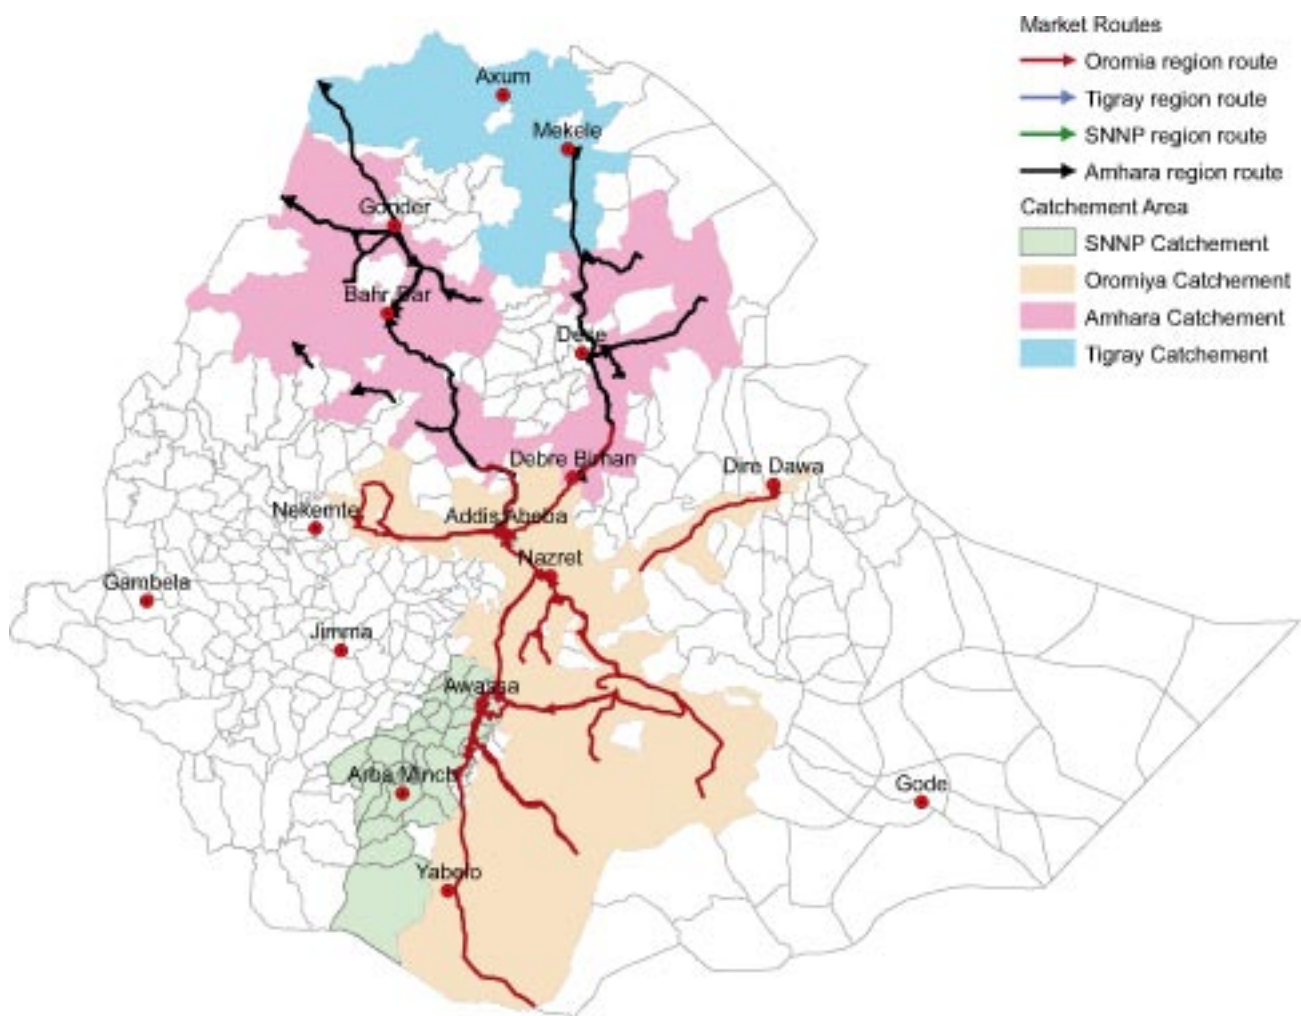 Market Routes
Oromia region route
Tigray region route
SNNP region route
Amhara region route
Catchement Area
SNNP Catchement
Oromiya Catchement
Amhara Catchement
Tigray Catchement
Axum
Mekele
Gonder
Bahr Dar
Dese
Debre Birhan
Dire Dawa
Nekemte
Addis Abeba
Nazret
Gambela
Jimma
Awassa
Arba Minch
Gode
Yabelo